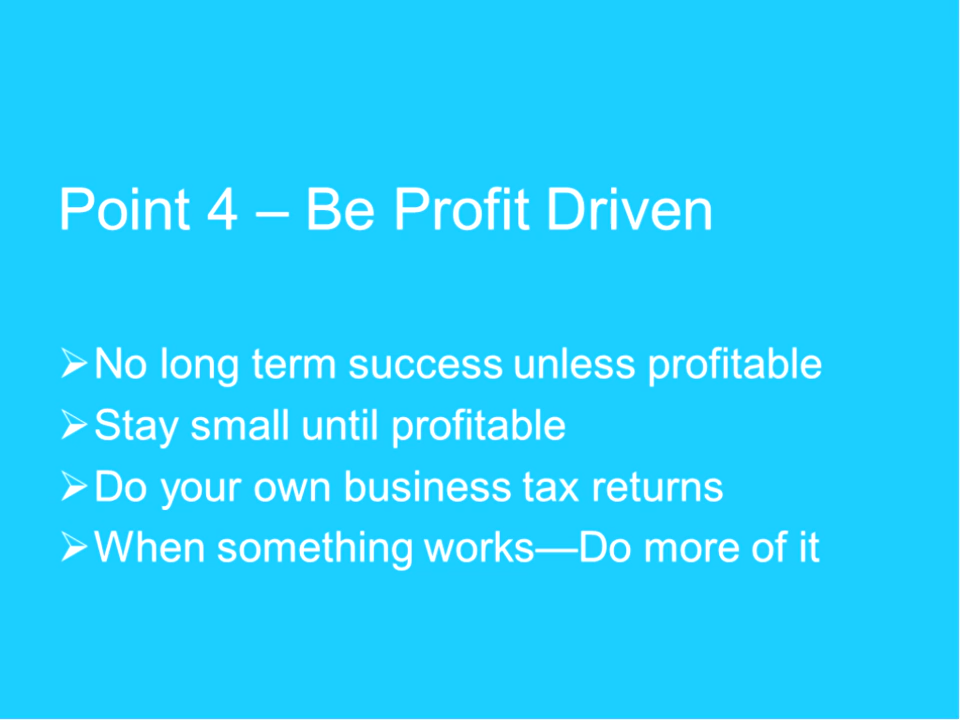 Point 4 – Be Profit Driven
➢No long term success unless profitable
➢Stay small until profitable
➢Do your own business tax returns
➢When something works—Do more of it